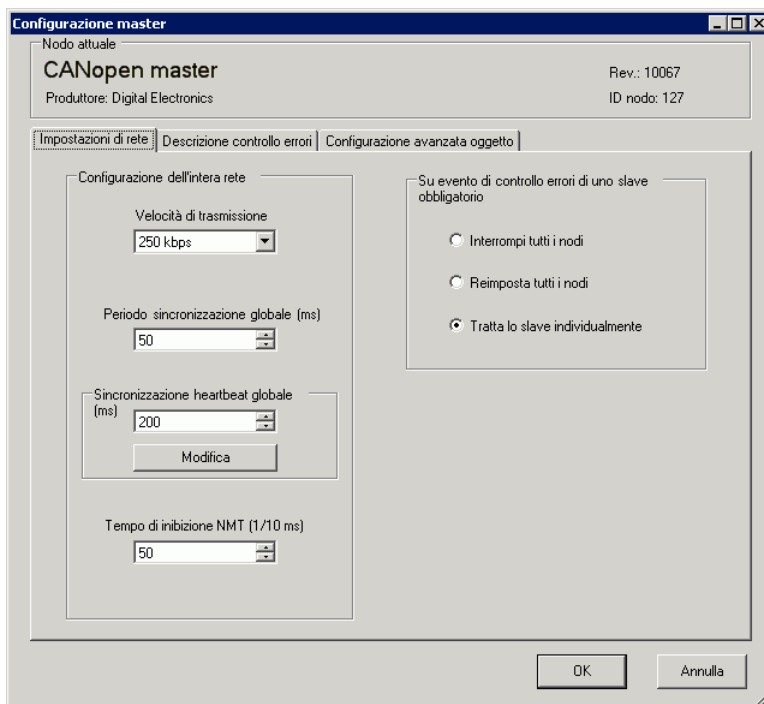 Configurazione master
Nodo attuale
CANopen master
Rev.: 10067
Produttore: Digital Electronics
ID nodo: 127
Impostazioni di rete
Descrizione controllo errori
Configurazione avanzata oggetto
Configurazione dell'intera rete
Velocità di trasmissione
250 kbps
Periodo sincronizzazione globale (ms)
50
Sincronizzazione heartbeat globale
(ms)
200
Modifica
Tempo di inibizione NMT (1/10 ms)
50
Su evento di controllo errori di uno slave
obbligatorio
Interrompi tutti i nodi
Reimposta tutti i nodi
Tratta lo slave individualmente
OK
Annulla